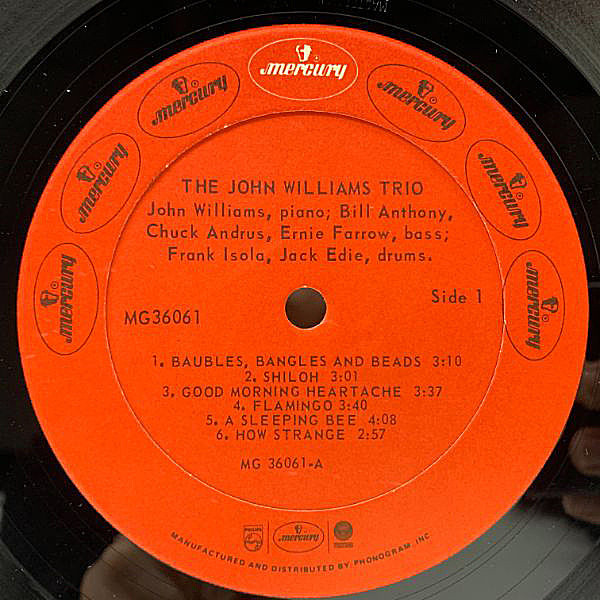 mercury
mercury
mercury
mercury
mercury
mercury
mercury
THE JOHN WILLIAMS TRIO
John Williams, piano; Bill Anthony,
Chuck Andrus, Ernie Farrow, bass;
Frank Isola, Jack Edie, drums.
Side 1
MG36061
1. BAUBLES, BANGLES AND BEADS 3:10
2. SHILOH 3:01
3. GOOD MORNING HEARTACHE 3:37
4. FLAMINGO 3:40
5. A SLEEPING BEE 4:08
6. HOW STRANGE 2:57
MG 36061-A
PHILIPS
mercury
MANUFACTURED AND DISTRIBUTED BY PHONOGRAM, INC